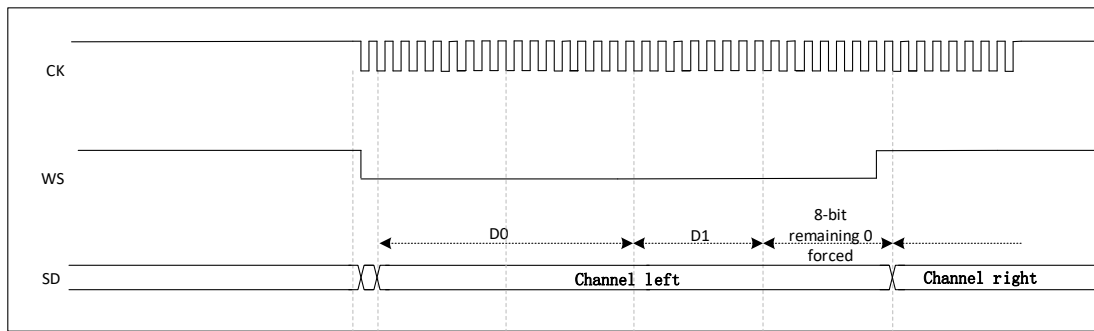 CK
WS
D0
D1
8-bit
remaining 0
forced
SD
Channel left
Channel right